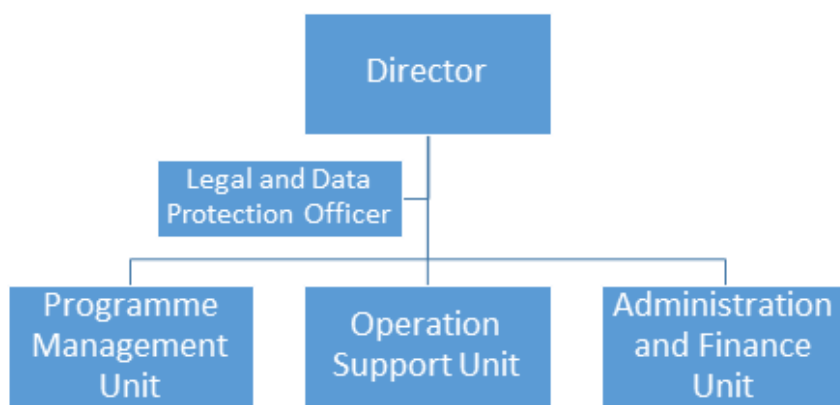 Director
Legal and Data
Protection Officer
Programme
Management
Unit
Operation
Support Unit
Administration
and Finance
Unit